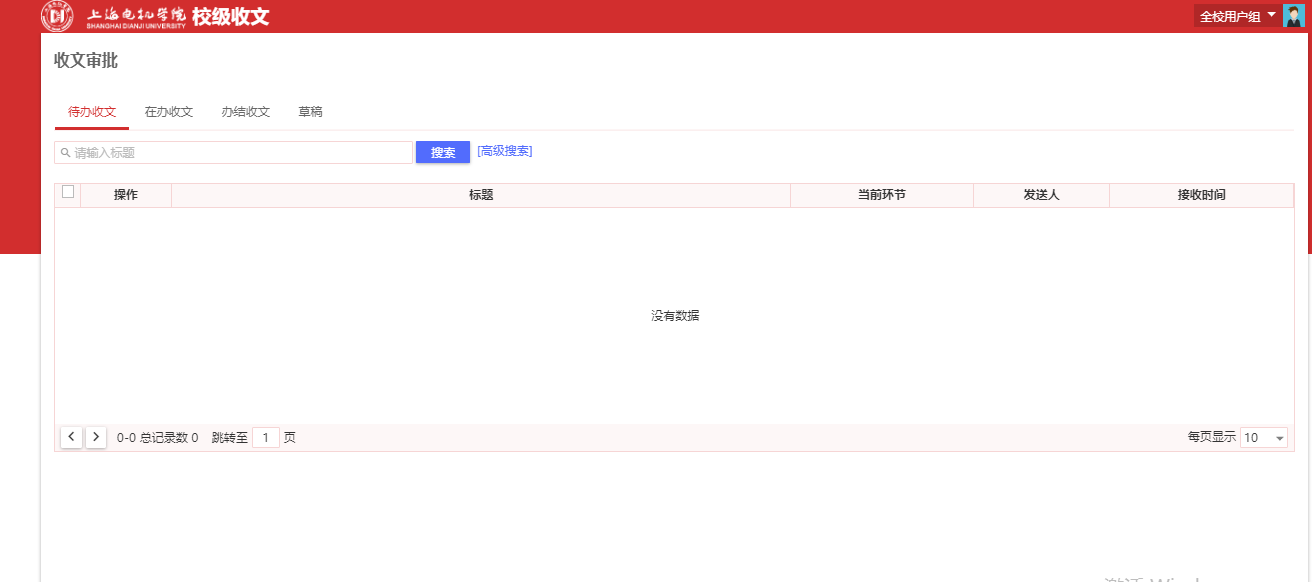 上海电机学院 校级收文
SHANGHAI DIANJI UNIVERSITY
全校用户组
收文审批
待办收文 在办收文 办结收文 草稿
请输入标题 搜索 [高级搜索]
操作 标题 当前环节 发送人 接收时间
没有数据
0-0 总记录数 0 跳转至 1 页 每页显示 10